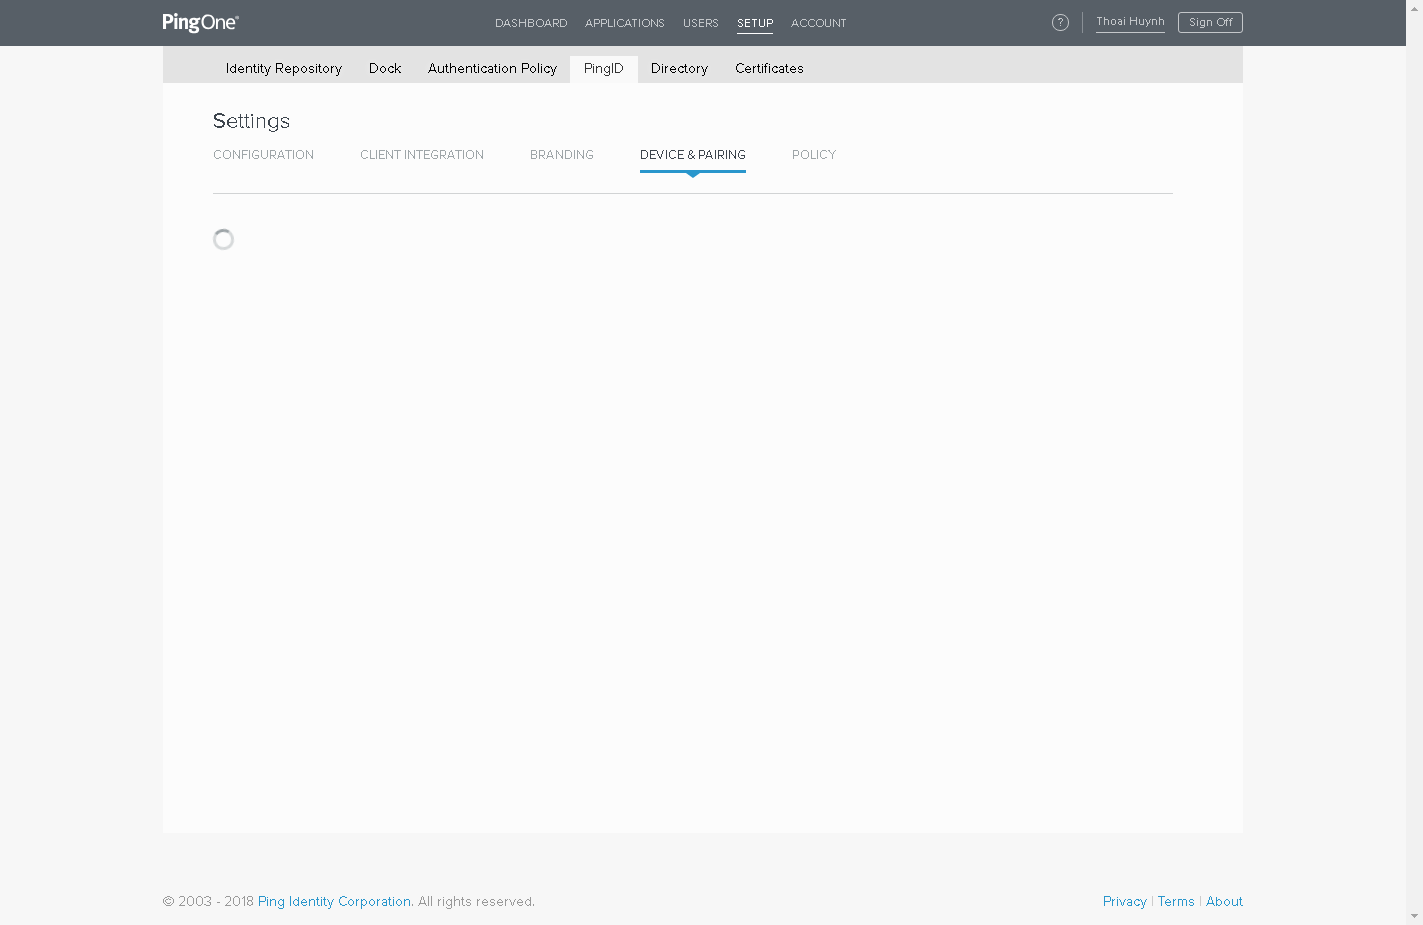 PingOne®
DASHBOARD APPLICATIONS USERS SETUP ACCOUNT
? Thoai Huynh Sign Off
Identity Repository Dock Authentication Policy PingID Directory Certificates
Settings
CONFIGURATION CLIENT INTEGRATION BRANDING DEVICE & PAIRING POLICY
© 2003 - 2018 Ping Identity Corporation. All rights reserved.
Privacy | Terms | About